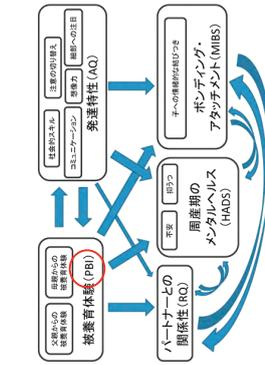 父親からの被養育体験
母親からの被養育体験
被養育体験(PBI)
社会的スキル
注意の切り替え
コミュニケーション
想像力
細部への注目
発達特性(AQ)
パートナーとの
関係性(RQ)
不安
抑うつ
周産期の
メンタルヘルス
(HADS)
子への情緒的な結びつき
ボンディング・
アタッチメント(MIBS)